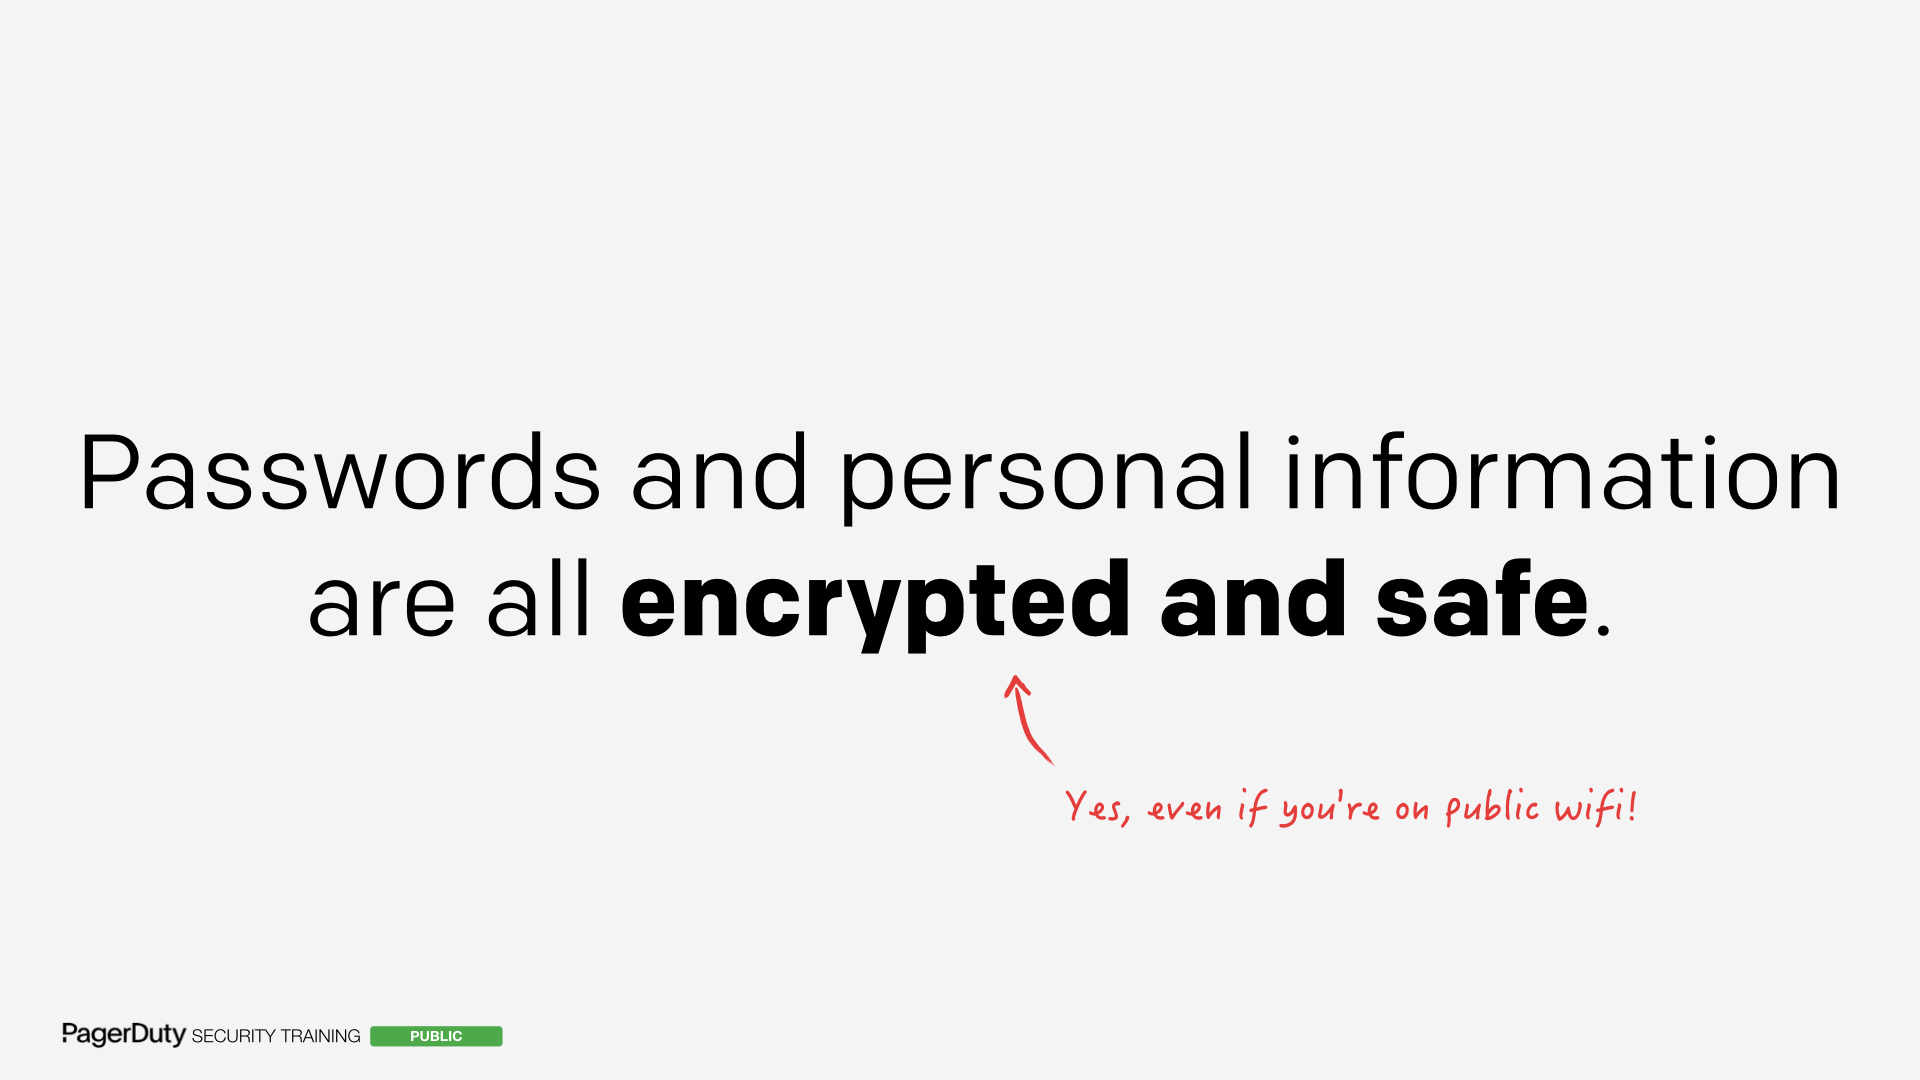 Passwords and personal information
are all encrypted and safe.
Yes, even if you're on public wifi!
PagerDuty SECURITY TRAINING PUBLIC